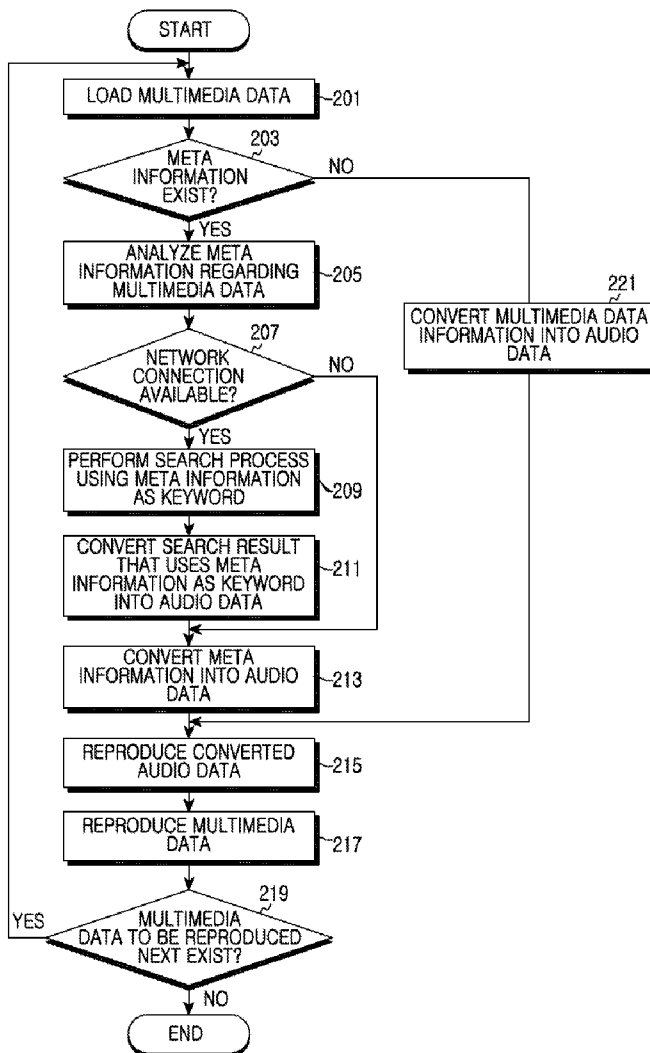 START
LOAD MULTIMEDIA DATA
201
203
META
INFORMATION
EXIST?
NO
YES
ANALYZE META
INFORMATION REGARDING
MULTIMEDIA DATA
205
221
CONVERT MULTIMEDIA DATA
INFORMATION INTO AUDIO
DATA
207
NETWORK
CONNECTION
AVAILABLE?
NO
YES
PERFORM SEARCH PROCESS
USING META INFORMATION
AS KEYWORD
209
CONVERT SEARCH RESULT
THAT USES META
INFORMATION AS KEYWORD
INTO AUDIO DATA
211
CONVERT META
INFORMATION INTO AUDIO
DATA
213
REPRODUCE CONVERTED
AUDIO DATA
215
REPRODUCE MULTIMEDIA
DATA
217
219
YES
MULTIMEDIA
DATA TO BE REPRODUCED
NEXT EXIST?
NO
END